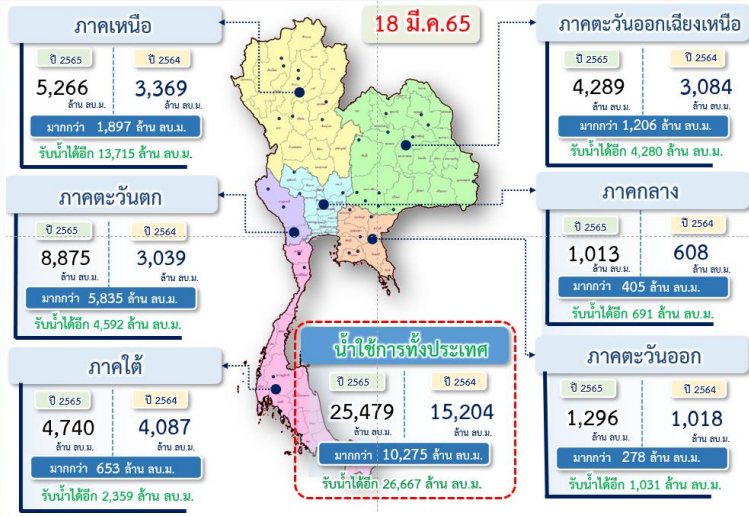 18 มี.ค.65
ภาคเหนือ
ปี 2565 ปี 2564
5,266 3,369
ล้าน ลบ.ม. ล้าน ลบ.ม.
มากกว่า 1,897 ล้าน ลบ.ม.
รับน้ำได้อีก 13,715 ล้าน ลบ.ม.
ภาคตะวันออกเฉียงเหนือ
ปี 2565 ปี 2564
4,289 3,084
ล้าน ลบ.ม. ล้าน ลบ.ม.
มากกว่า 1,206 ล้าน ลบ.ม.
รับน้ำได้อีก 4,280 ล้าน ลบ.ม.
ภาคตะวันตก
ปี 2565 ปี 2564
8,875 3,039
ล้าน ลบ.ม. ล้าน ลบ.ม.
มากกว่า 5,835 ล้าน ลบ.ม.
รับน้ำได้อีก 4,592 ล้าน ลบ.ม.
ภาคกลาง
ปี 2565 ปี 2564
1,013 608
ล้าน ลบ.ม. ล้าน ลบ.ม.
มากกว่า 405 ล้าน ลบ.ม.
รับน้ำได้อีก 691 ล้าน ลบ.ม.
ภาคใต้
ปี 2565 ปี 2564
4,740 4,087
ล้าน ลบ.ม. ล้าน ลบ.ม.
มากกว่า 653 ล้าน ลบ.ม.
รับน้ำได้อีก 2,359 ล้าน ลบ.ม.
น้ำใช้การทั้งประเทศ
ปี 2565 ปี 2564
25,479 15,204
ล้าน ลบ.ม. ล้าน ลบ.ม.
มากกว่า 10,275 ล้าน ลบ.ม.
รับน้ำได้อีก 26,667 ล้าน ลบ.ม.
ภาคตะวันออก
ปี 2565 ปี 2564
1,296 1,018
ล้าน ลบ.ม. ล้าน ลบ.ม.
มากกว่า 278 ล้าน ลบ.ม.
รับน้ำได้อีก 1,031 ล้าน ลบ.ม.